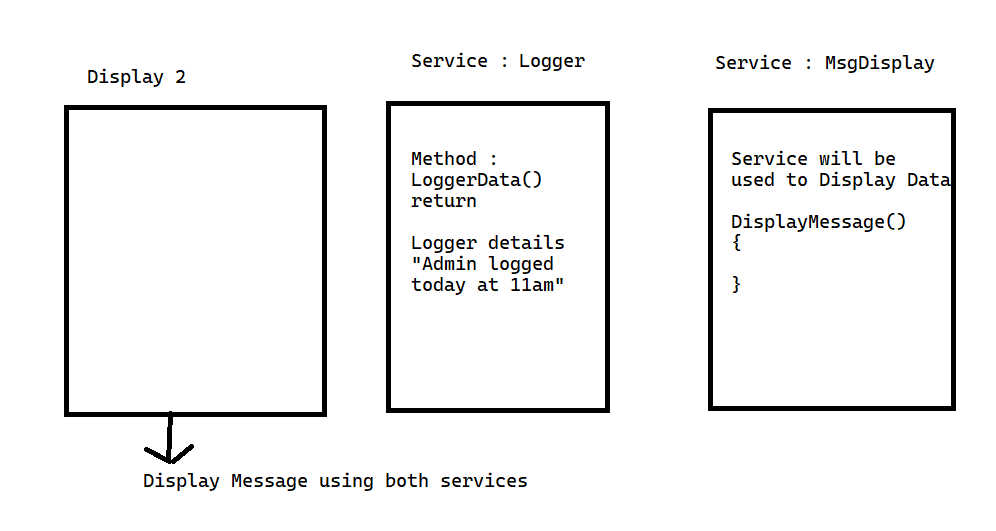 Display 2
Service : Logger
Service : MsgDisplay
Method :
LoggerData()
return
Logger details
"Admin logged
today at 11am"
Service will be
used to Display Data
DisplayMessage()
{
}
Display Message using both services